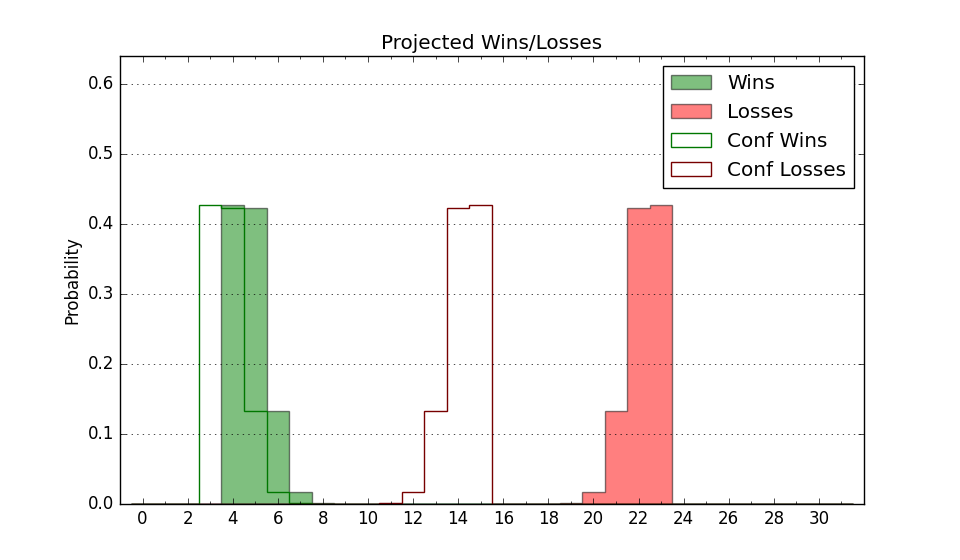 Projected Wins/Losses
Wins
Losses
Conf Wins
Conf Losses
Probability
0.6
0.5
0.4
0.3
0.2
0.1
0.0
0 2 4 6 8 10 12 14 16 18 20 22 24 26 28 30